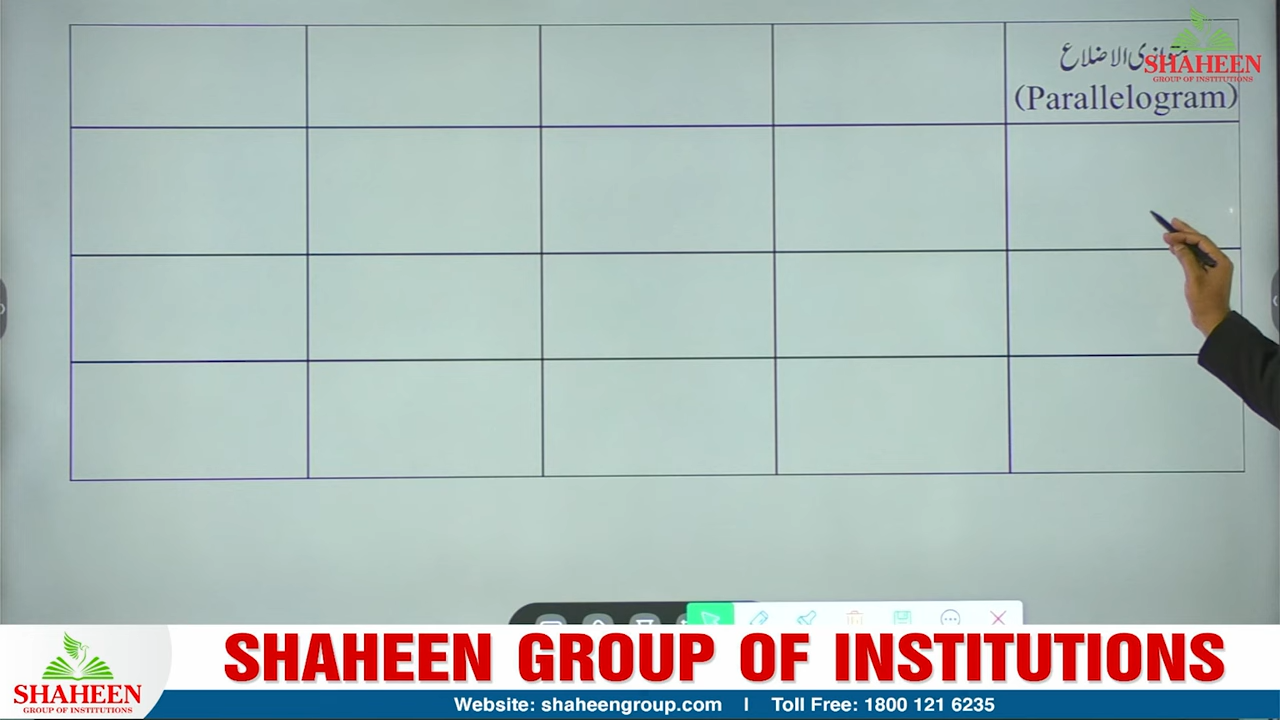 متوازی الاضلاع
(Parallelogram)
SHAHEEN
GROUP OF INSTITUTIONS
SHAHEEN
GROUP OF INSTITUTIONS
SHAHEEN GROUP OF INSTITUTIONS
Website: shaheengroup.com I Toll Free: 1800 121 6235